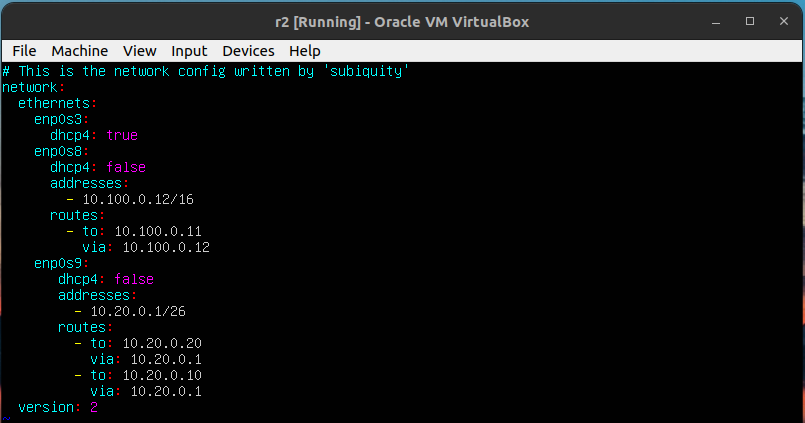 r2 [Running] - Oracle VM VirtualBox
File Machine View Input Devices Help
# This is the network config written by 'subiquity'
network:
  ethernets:
    enp0s3:
      dhcp4: true
    enp0s8:
      dhcp4: false
      addresses:
        - 10.100.0.12/16
      routes:
        - to: 10.100.0.11
          via: 10.100.0.12
    enp0s9:
       dhcp4: false
       addresses:
         - 10.20.0.1/26
       routes:
         - to: 10.20.0.20
           via: 10.20.0.1
         - to: 10.20.0.10
           via: 10.20.0.1
  version: 2
~